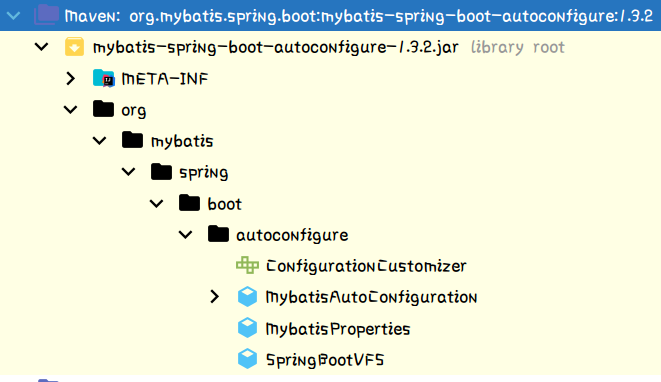 Maven: org.mybatis.spring.boot:mybatis-spring-boot-autoconfigure:1.3.2
mybatis-spring-boot-autoconfigure-1.3.2.jar library root
META-INF
org
mybatis
spring
boot
autoconfigure
ConfigurationCustomizer
MybatisAutoConfiguration
MybatisProperties
SpringBootVFS